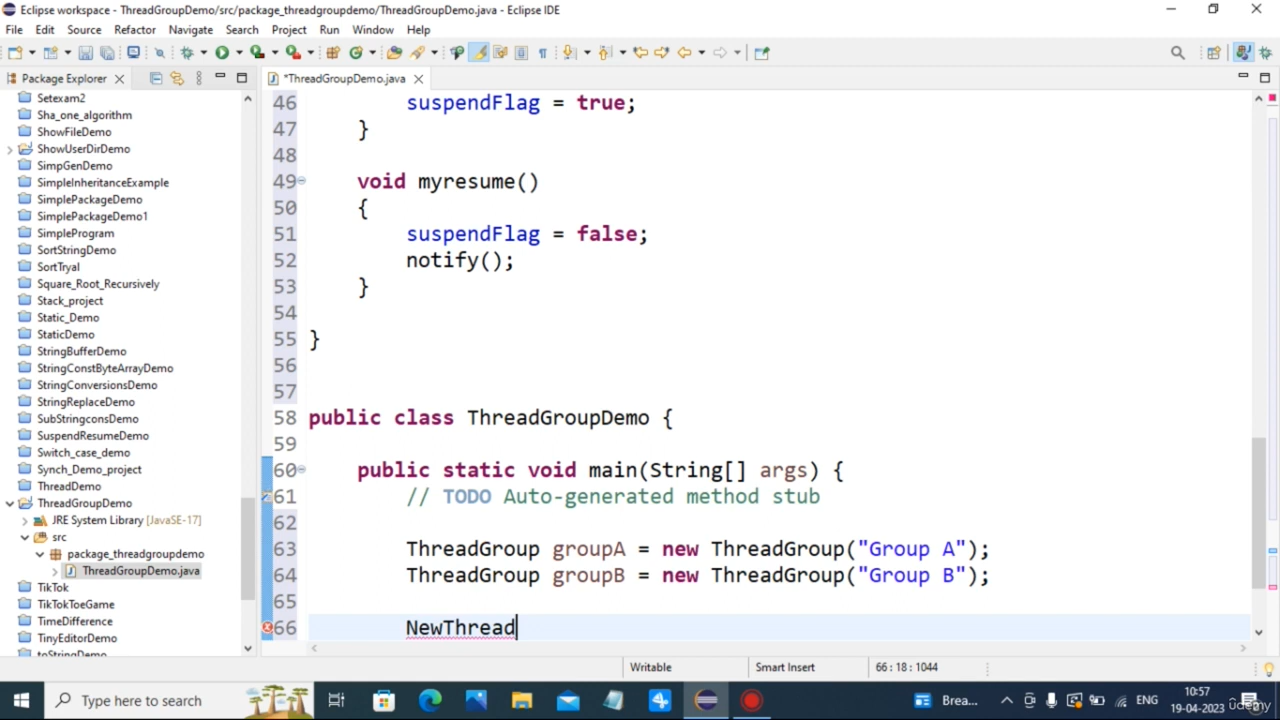 Eclipse workspace - ThreadGroupDemo/src/package_threadgroupdemo/ThreadGroupDemo.java - Eclipse IDE
File Edit Source Refactor Navigate Search Project Run Window Help
Package Explorer
*ThreadGroupDemo.java
Setexam2
Sha_one_algorithm
ShowFileDemo
ShowUserDirDemo
SimpGenDemo
SimpleInheritanceExample
SimplePackageDemo
SimplePackageDemo1
SimpleProgram
SortStringDemo
SortTryal
Square_Root_Recursively
Stack_project
Static_Demo
StaticDemo
StringBufferDemo
StringConstByteArrayDemo
StringConversionsDemo
StringReplaceDemo
SubStringconsDemo
SuspendResumeDemo
Switch_case_demo
Synch_Demo_project
ThreadDemo
ThreadGroupDemo
JRE System Library [JavaSE-17]
src
package_threadgroupdemo
ThreadGroupDemo.java
TikTok
TikTokToeGame
TimeDifference
TinyEditorDemo
toStringDemo
46 suspendFlag = true;
47 }
48
49 void myresume()
50 {
51 suspendFlag = false;
52 notify();
53 }
54
55 }
56
57
58 public class ThreadGroupDemo {
59
60 public static void main(String[] args) {
61 // TODO Auto-generated method stub
62
63 ThreadGroup groupA = new ThreadGroup("Group A");
64 ThreadGroup groupB = new ThreadGroup("Group B");
65
66 NewThread
Writable Smart Insert 66 : 18 : 1044
Type here to search
Brea... ENG
10:57
19-04-2023
ûdemy